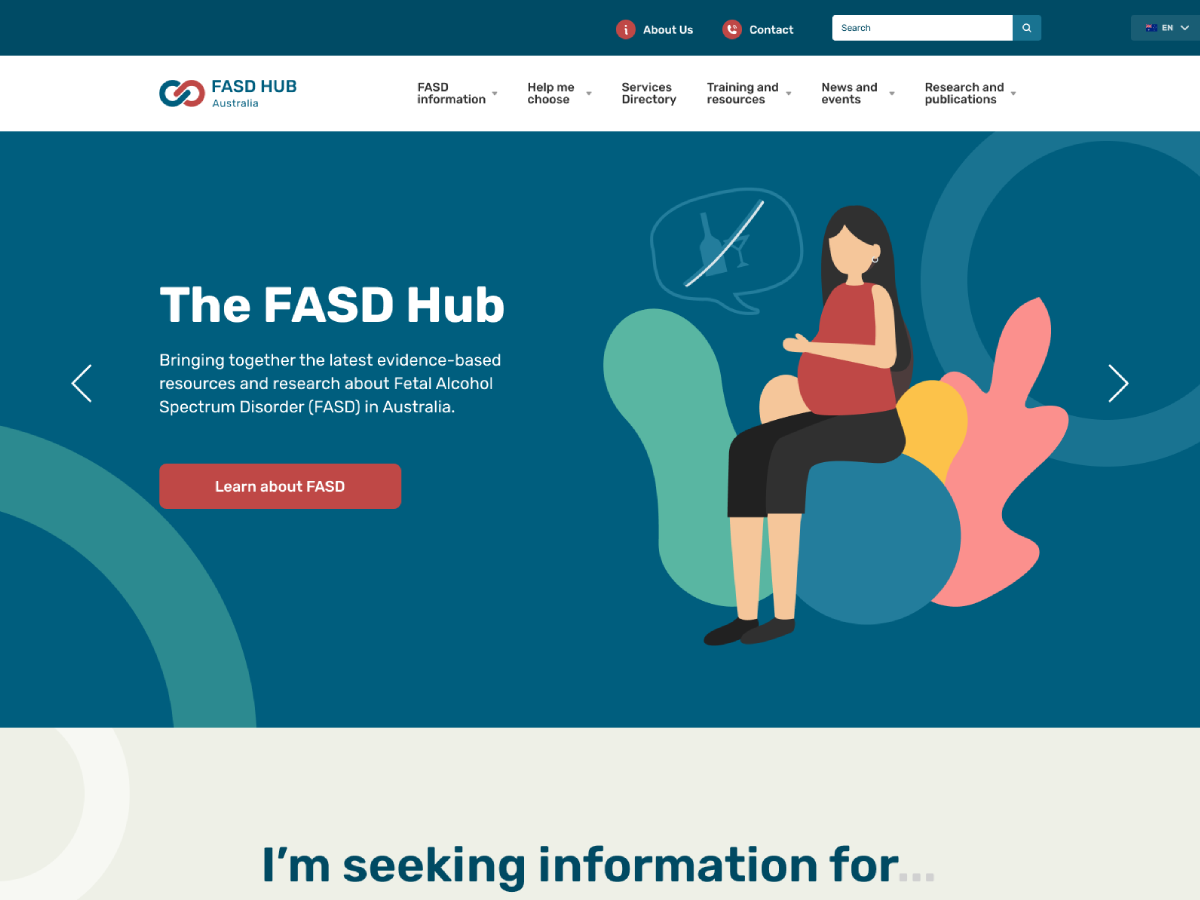 About Us
Contact
Search
EN
FASD HUB
Australia
FASD
information
Help me
choose
Services
Directory
Training and
resources
News and
events
Research and
publications
The FASD Hub
Bringing together the latest evidence-based
resources and research about Fetal Alcohol
Spectrum Disorder (FASD) in Australia.
Learn about FASD
I’m seeking information for...